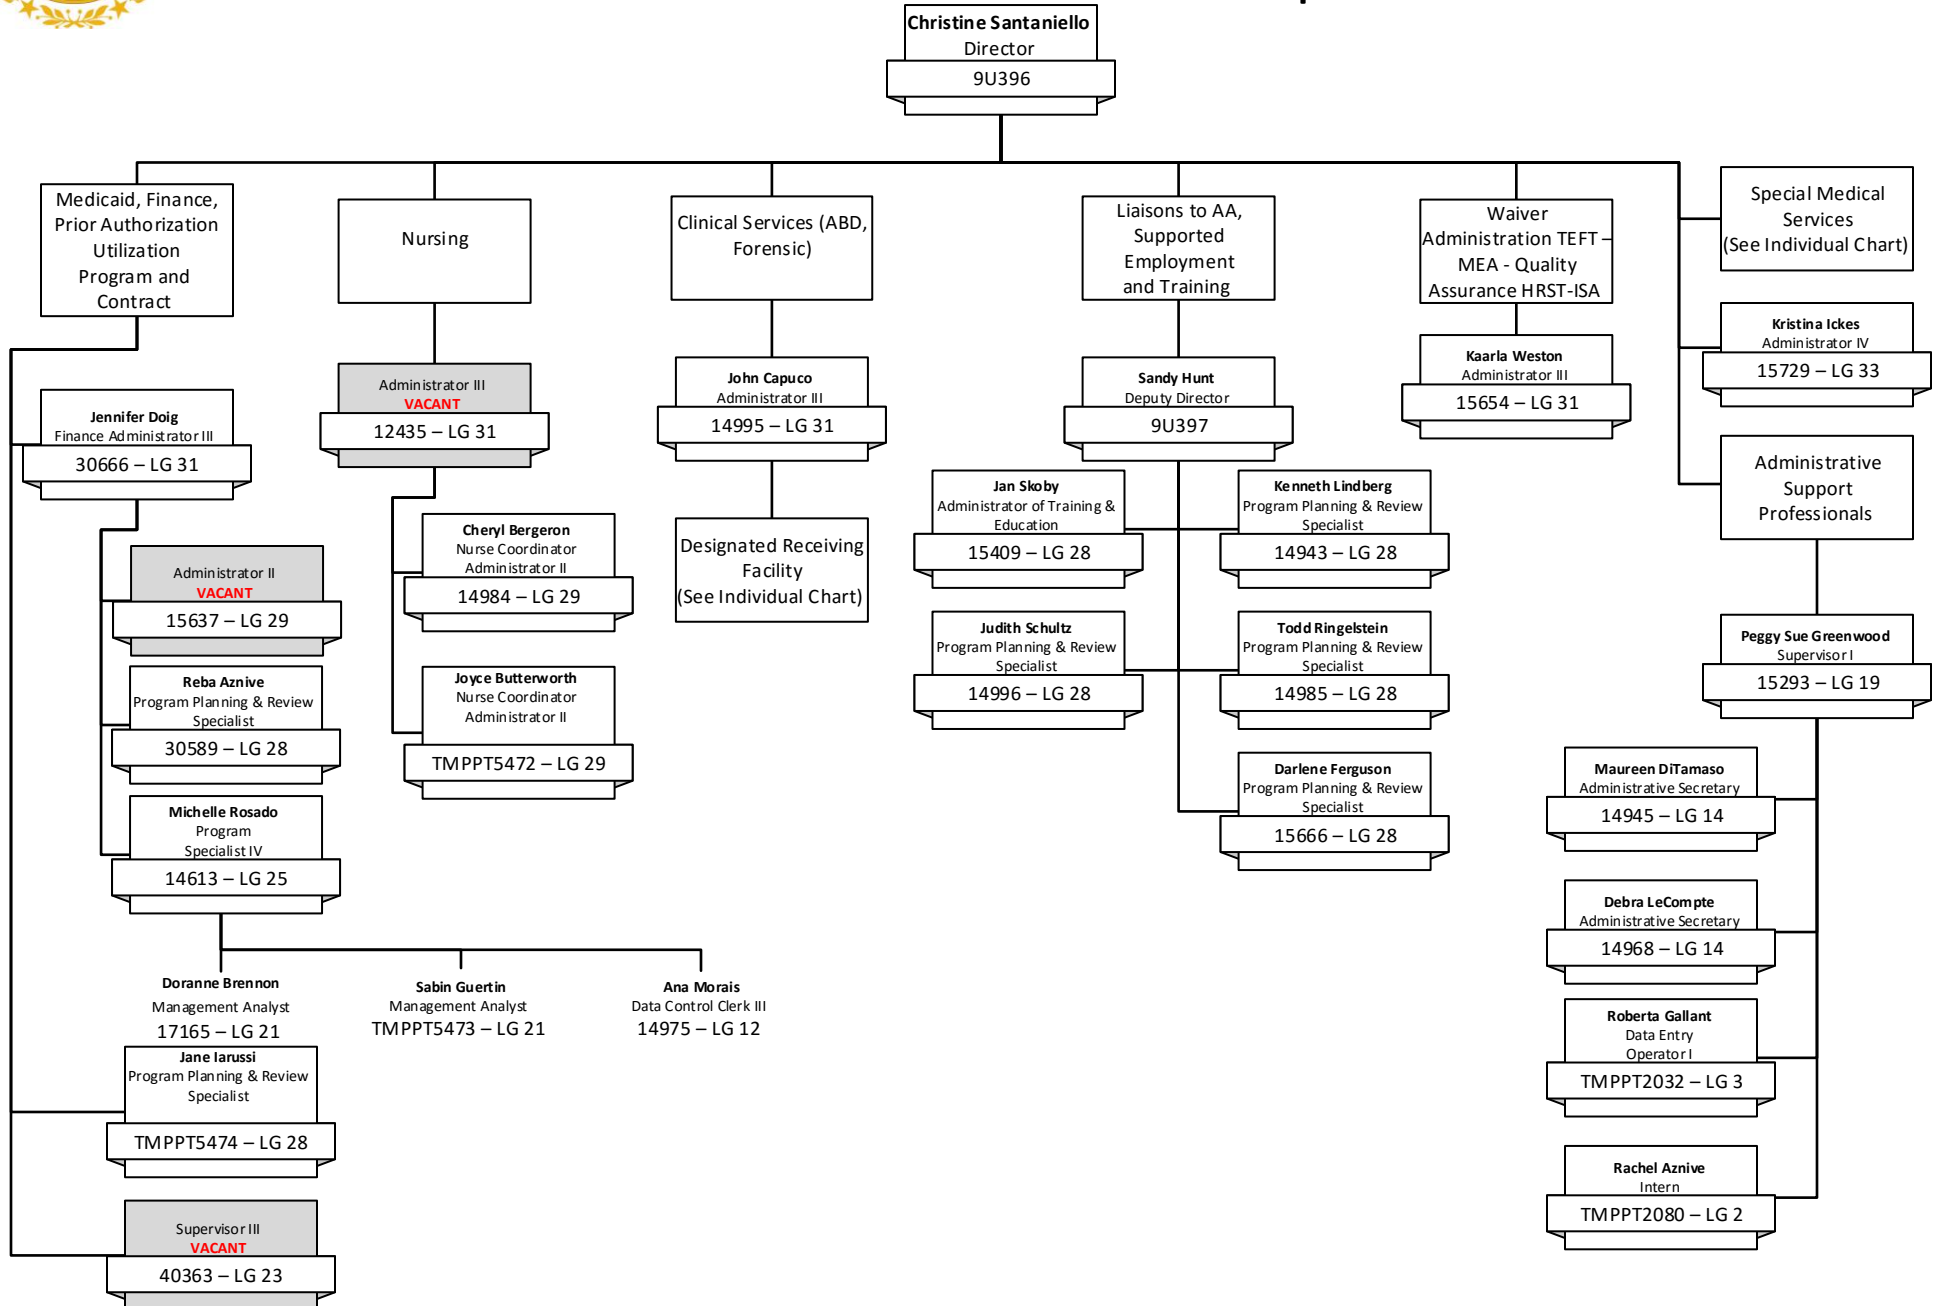 Christine Santaniello
Director
9U396
Medicaid, Finance,
Prior Authorization
Utilization
Program and
Contract
Nursing
Clinical Services (ABD,
Forensic)
Liaisons to AA,
Supported
Employment
and Training
Waiver
Administration TEFT –
MEA - Quality
Assurance HRST-ISA
Special Medical
Services
(See Individual Chart)
Kristina Ickes
Administrator IV
15729 – LG 33
Jennifer Doig
Finance Administrator III
30666 – LG 31
Administrator III
VACANT
12435 – LG 31
John Capuco
Administrator III
14995 – LG 31
Sandy Hunt
Deputy Director
9U397
Kaarla Weston
Administrator III
15654 – LG 31
Administrative
Support
Professionals
Administrator II
VACANT
15637 – LG 29
Reba Aznive
Program Planning & Review
Specialist
30589 – LG 28
Michelle Rosado
Program
Specialist IV
14613 – LG 25
Cheryl Bergeron
Nurse Coordinator
Administrator II
14984 – LG 29
Joyce Butterworth
Nurse Coordinator
Administrator II
TMPPT5472 – LG 29
Designated Receiving
Facility
(See Individual Chart)
Jan Skoby
Administrator of Training &
Education
15409 – LG 28
Kenneth Lindberg
Program Planning & Review
Specialist
14943 – LG 28
Judith Schultz
Program Planning & Review
Specialist
14996 – LG 28
Todd Ringelstein
Program Planning & Review
Specialist
14985 – LG 28
Darlene Ferguson
Program Planning & Review
Specialist
15666 – LG 28
Peggy Sue Greenwood
Supervisor I
15293 – LG 19
Maureen DiTamaso
Administrative Secretary
14945 – LG 14
Debra LeCompte
Administrative Secretary
14968 – LG 14
Roberta Gallant
Data Entry
Operator I
TMPPT2032 – LG 3
Rachel Aznive
Intern
TMPPT2080 – LG 2
Doranne Brennon
Management Analyst
17165 – LG 21
Sabin Guertin
Management Analyst
TMPPT5473 – LG 21
Ana Morais
Data Control Clerk III
14975 – LG 12
Jane Iarussi
Program Planning & Review
Specialist
TMPPT5474 – LG 28
Supervisor III
VACANT
40363 – LG 23